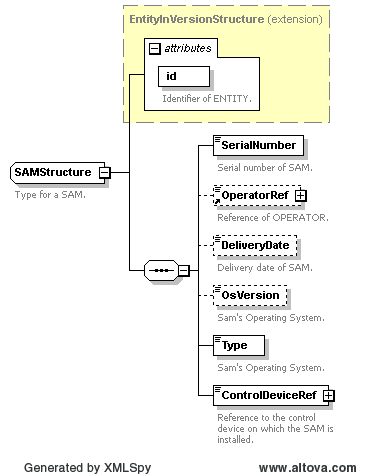 EntityInVersionStructure (extension)
attributes
id
Identifier of ENTITY.
SAMStructure
Type for a SAM.
SerialNumber
Serial number of SAM.
OperatorRef
Reference of OPERATOR.
DeliveryDate
Delivery date of SAM.
OsVersion
Sam's Operating System.
Type
Sam's Operating System.
ControlDeviceRef
Reference to the control
device on which the SAM is
installed.
Generated by XMLSpy
www.altova.com